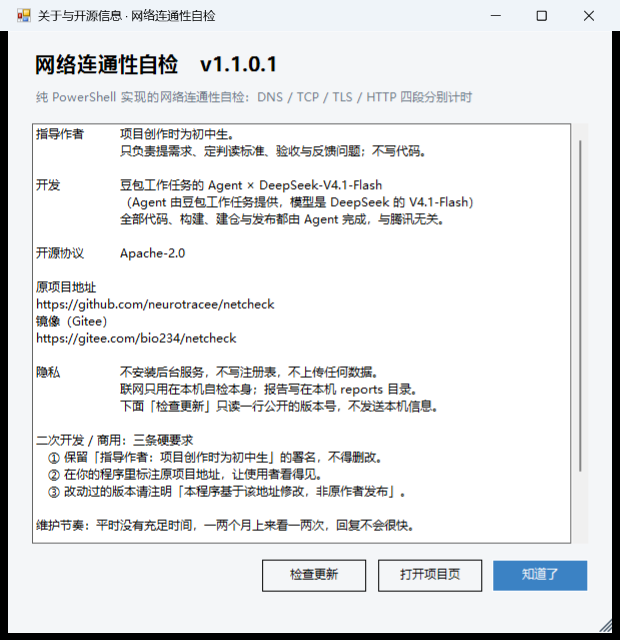 关于与开源信息 · 网络连通性自检
网络连通性自检 v1.1.0.1
纯 PowerShell 实现的网络连通性自检：DNS / TCP / TLS / HTTP 四段分别计时
指导作者 项目创作时为初中生。
只负责提需求、定判读标准、验收与反馈问题；不写代码。
开发 豆包工作任务的 Agent × DeepSeek-V4.1-Flash
（Agent 由豆包工作任务提供，模型是 DeepSeek 的 V4.1-Flash）
全部代码、构建、建仓与发布都由 Agent 完成，与腾讯无关。
开源协议 Apache-2.0
原项目地址
https://github.com/neurotracee/netcheck
镜像（Gitee）
https://gitee.com/bio234/netcheck
隐私 不安装后台服务，不写注册表，不上传任何数据。
联网只用在本机自检本身；报告写在本机 reports 目录。
下面「检查更新」只读一行公开的版本号，不发送本机信息。
二次开发 / 商用：三条硬要求
① 保留「指导作者：项目创作时为初中生」的署名，不得删改。
② 在你的程序里标注原项目地址，让使用者看得见。
③ 改动过的版本请注明「本程序基于该地址修改，非原作者发布」。
维护节奏：平时没有充足时间，一两个月上来看一两次，回复不会很快。
检查更新
打开项目页
知道了